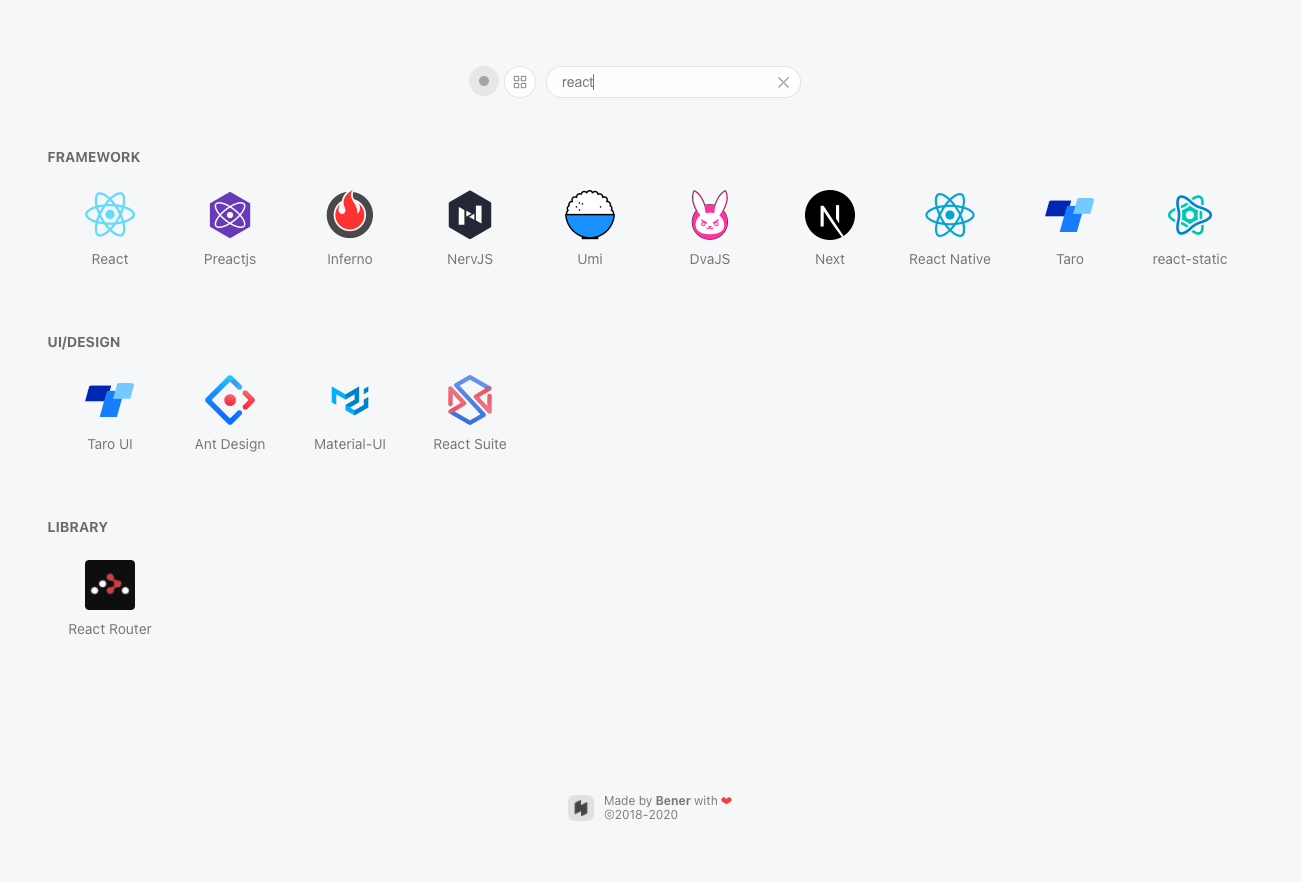 react
FRAMEWORK
React
Preactjs
Inferno
NervJS
Umi
DvaJS
Next
React Native
Taro
react-static
UI/DESIGN
Taro UI
Ant Design
Material-UI
React Suite
LIBRARY
React Router
Made by Bener with ❤
©2018-2020